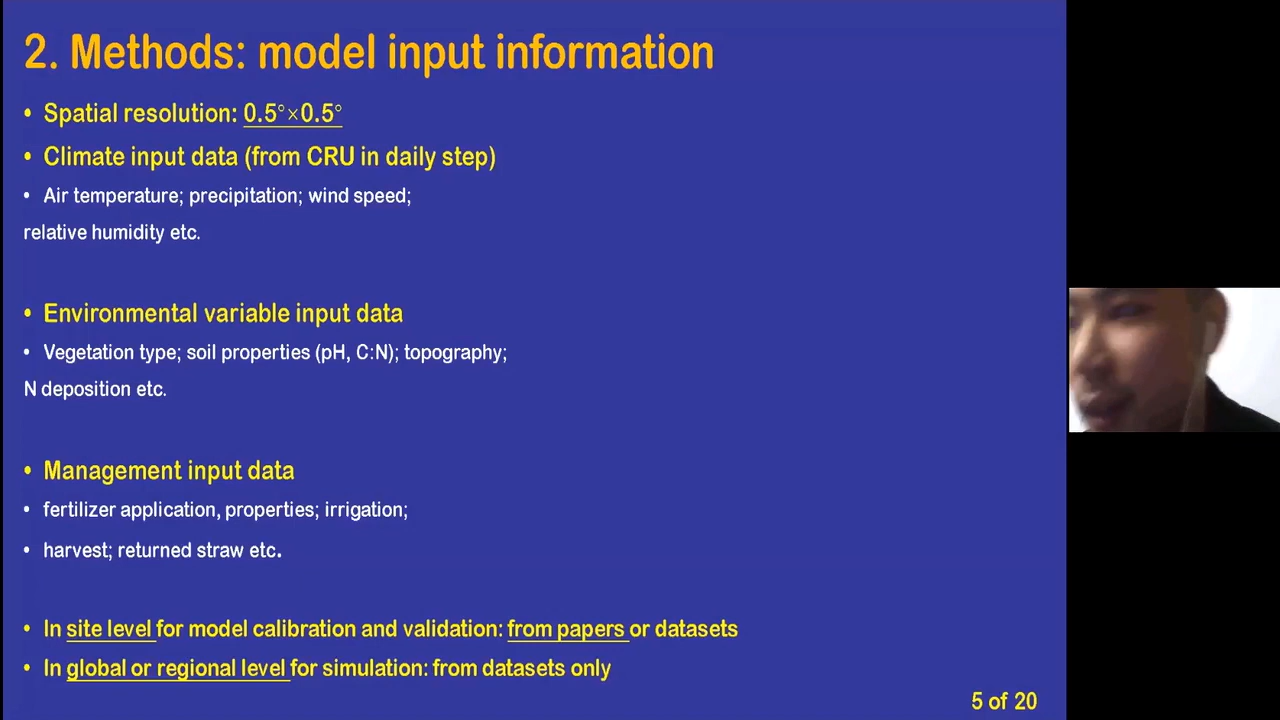 2. Methods: model input information
• Spatial resolution: 0.5°×0.5°
• Climate input data (from CRU in daily step)
• Air temperature; precipitation; wind speed;
relative humidity etc.
• Environmental variable input data
• Vegetation type; soil properties (pH, C:N); topography;
N deposition etc.
• Management input data
• fertilizer application, properties; irrigation;
• harvest; returned straw etc.
• In site level for model calibration and validation: from papers or datasets
• In global or regional level for simulation: from datasets only
5 of 20